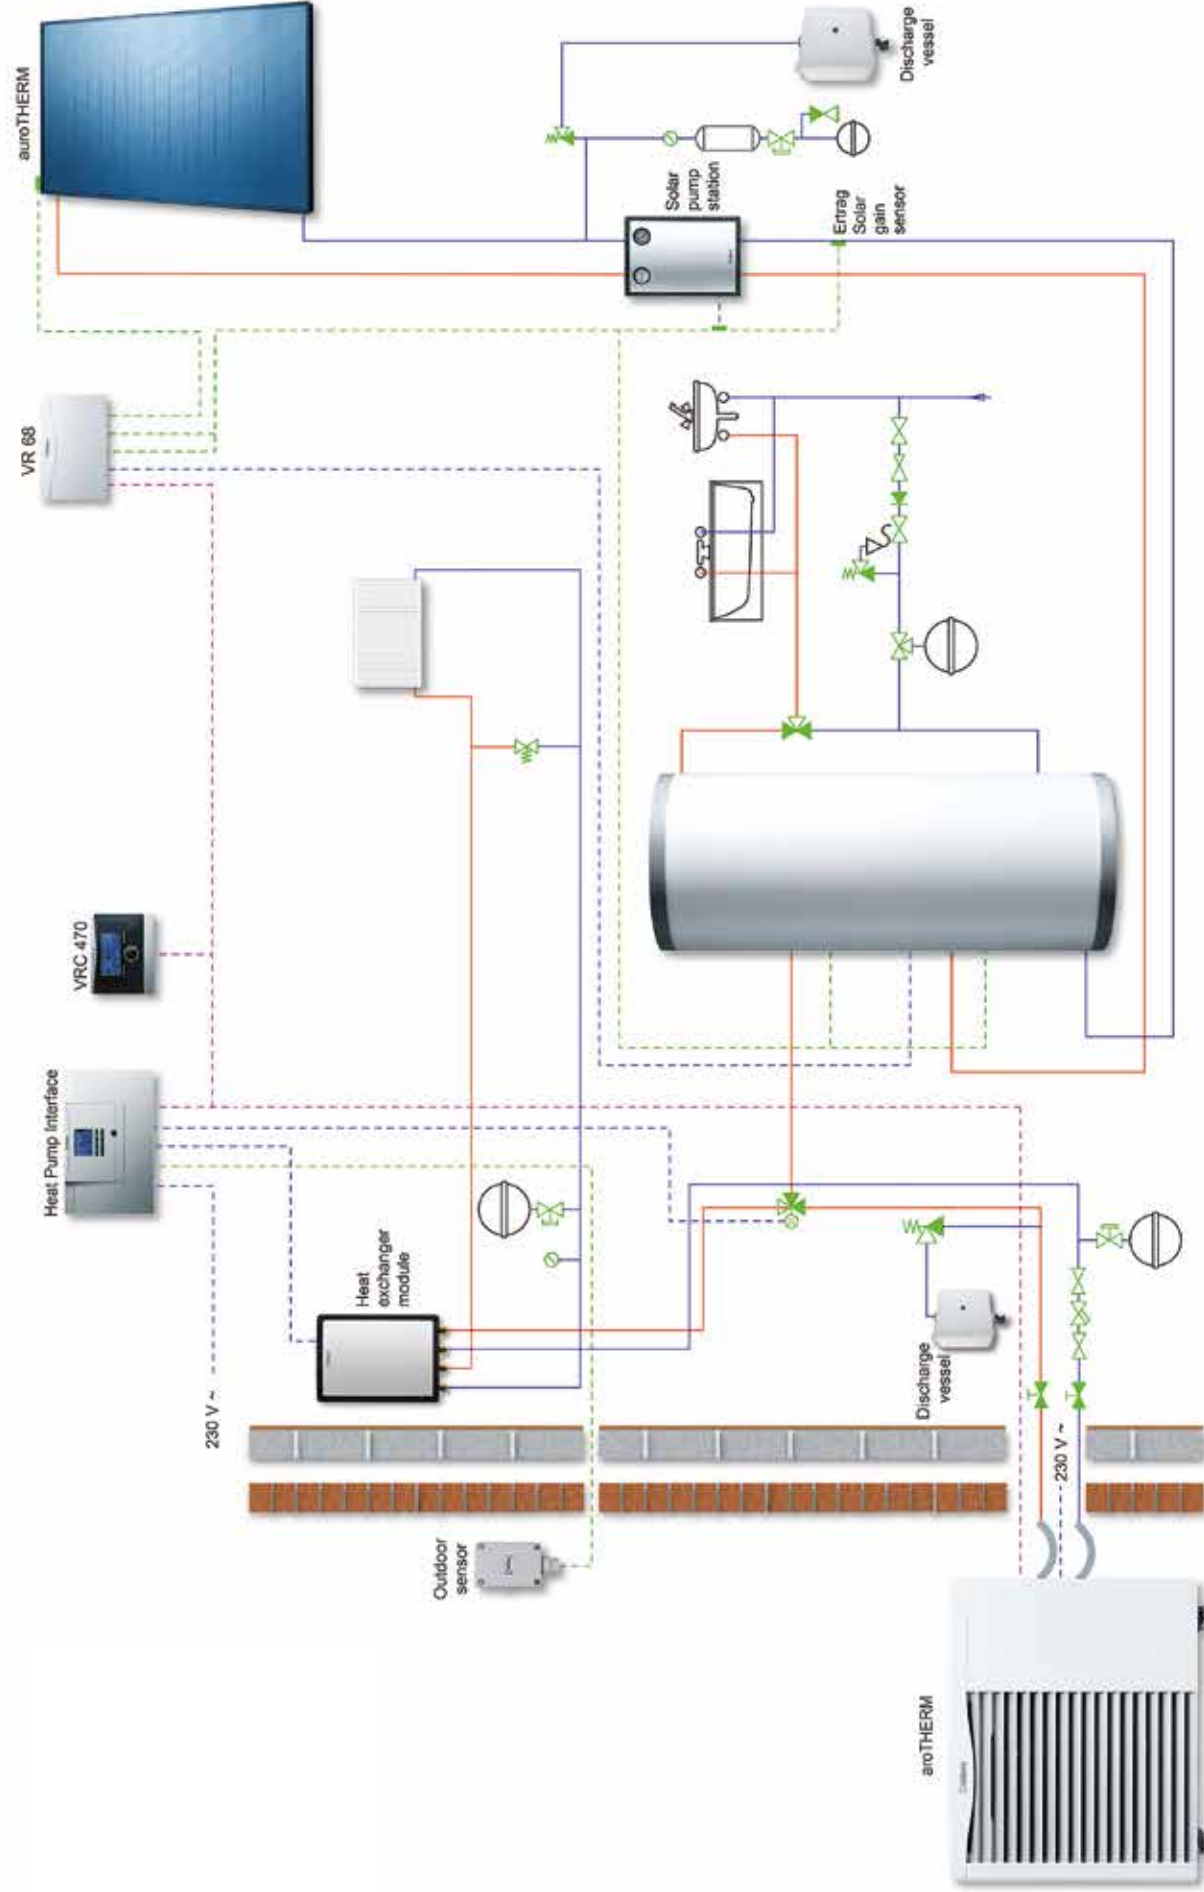 auroTHERM
Discharge
vessel
Solar
pump
station
Ertrag
Solar
gain
sensor
VR 68
VRC 470
Heat Pump Interface
Heat
exchanger
module
230 V ~
Discharge
vessel
230 V ~
Outdoor
sensor
aroTHERM